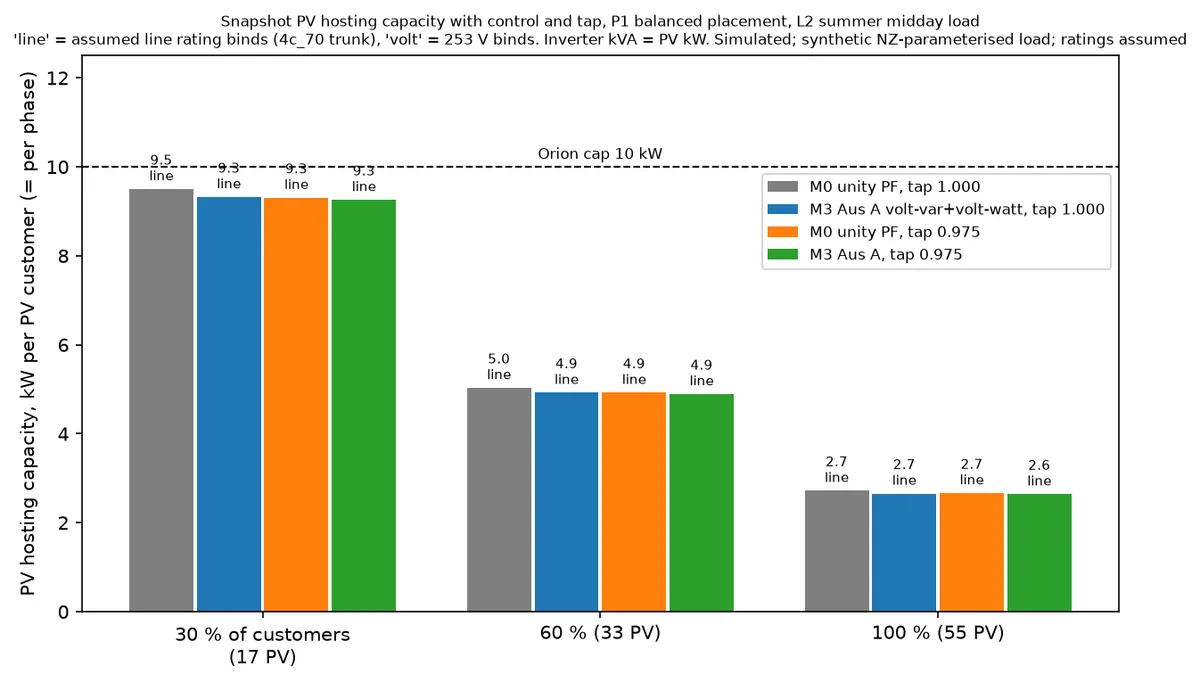 Snapshot PV hosting capacity with control and tap, P1 balanced placement, L2 summer midday load
'line' = assumed line rating binds (4c_70 trunk), 'volt' = 253 V binds. Inverter kVA = PV kW. Simulated; synthetic NZ-parameterised load; ratings assumed
PV hosting capacity, kW per PV customer (= per phase)
12
10
8
6
4
2
0
Orion cap 10 kW
M0 unity PF, tap 1.000
M3 Aus A volt-var+volt-watt, tap 1.000
M0 unity PF, tap 0.975
M3 Aus A, tap 0.975
9.5
line
9.3
line
9.3
line
9.3
line
5.0
line
4.9
line
4.9
line
4.9
line
2.7
line
2.7
line
2.7
line
2.6
line
30 % of customers
(17 PV)
60 % (33 PV)
100 % (55 PV)